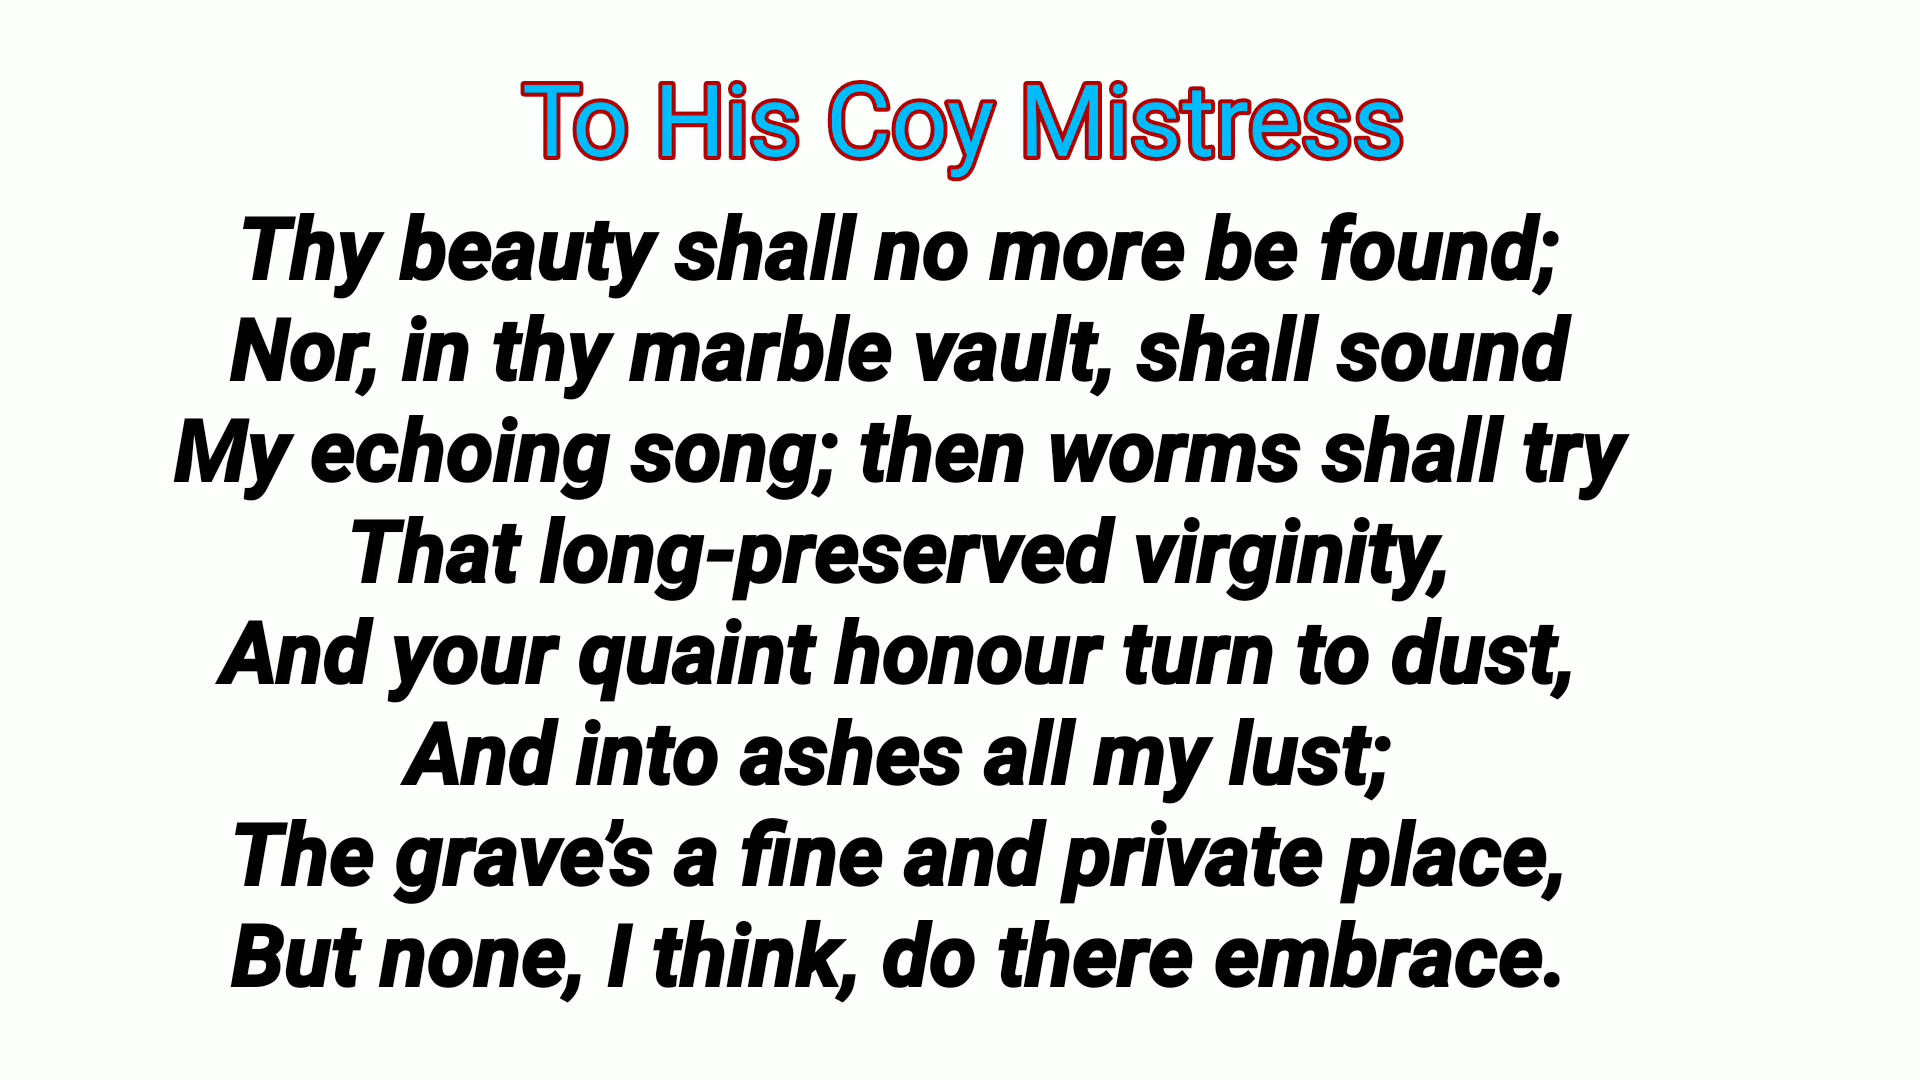 To His Coy Mistress
Thy beauty shall no more be found;
Nor, in thy marble vault, shall sound
My echoing song; then worms shall try
That long-preserved virginity,
And your quaint honour turn to dust,
And into ashes all my lust;
The grave’s a fine and private place,
But none, I think, do there embrace.